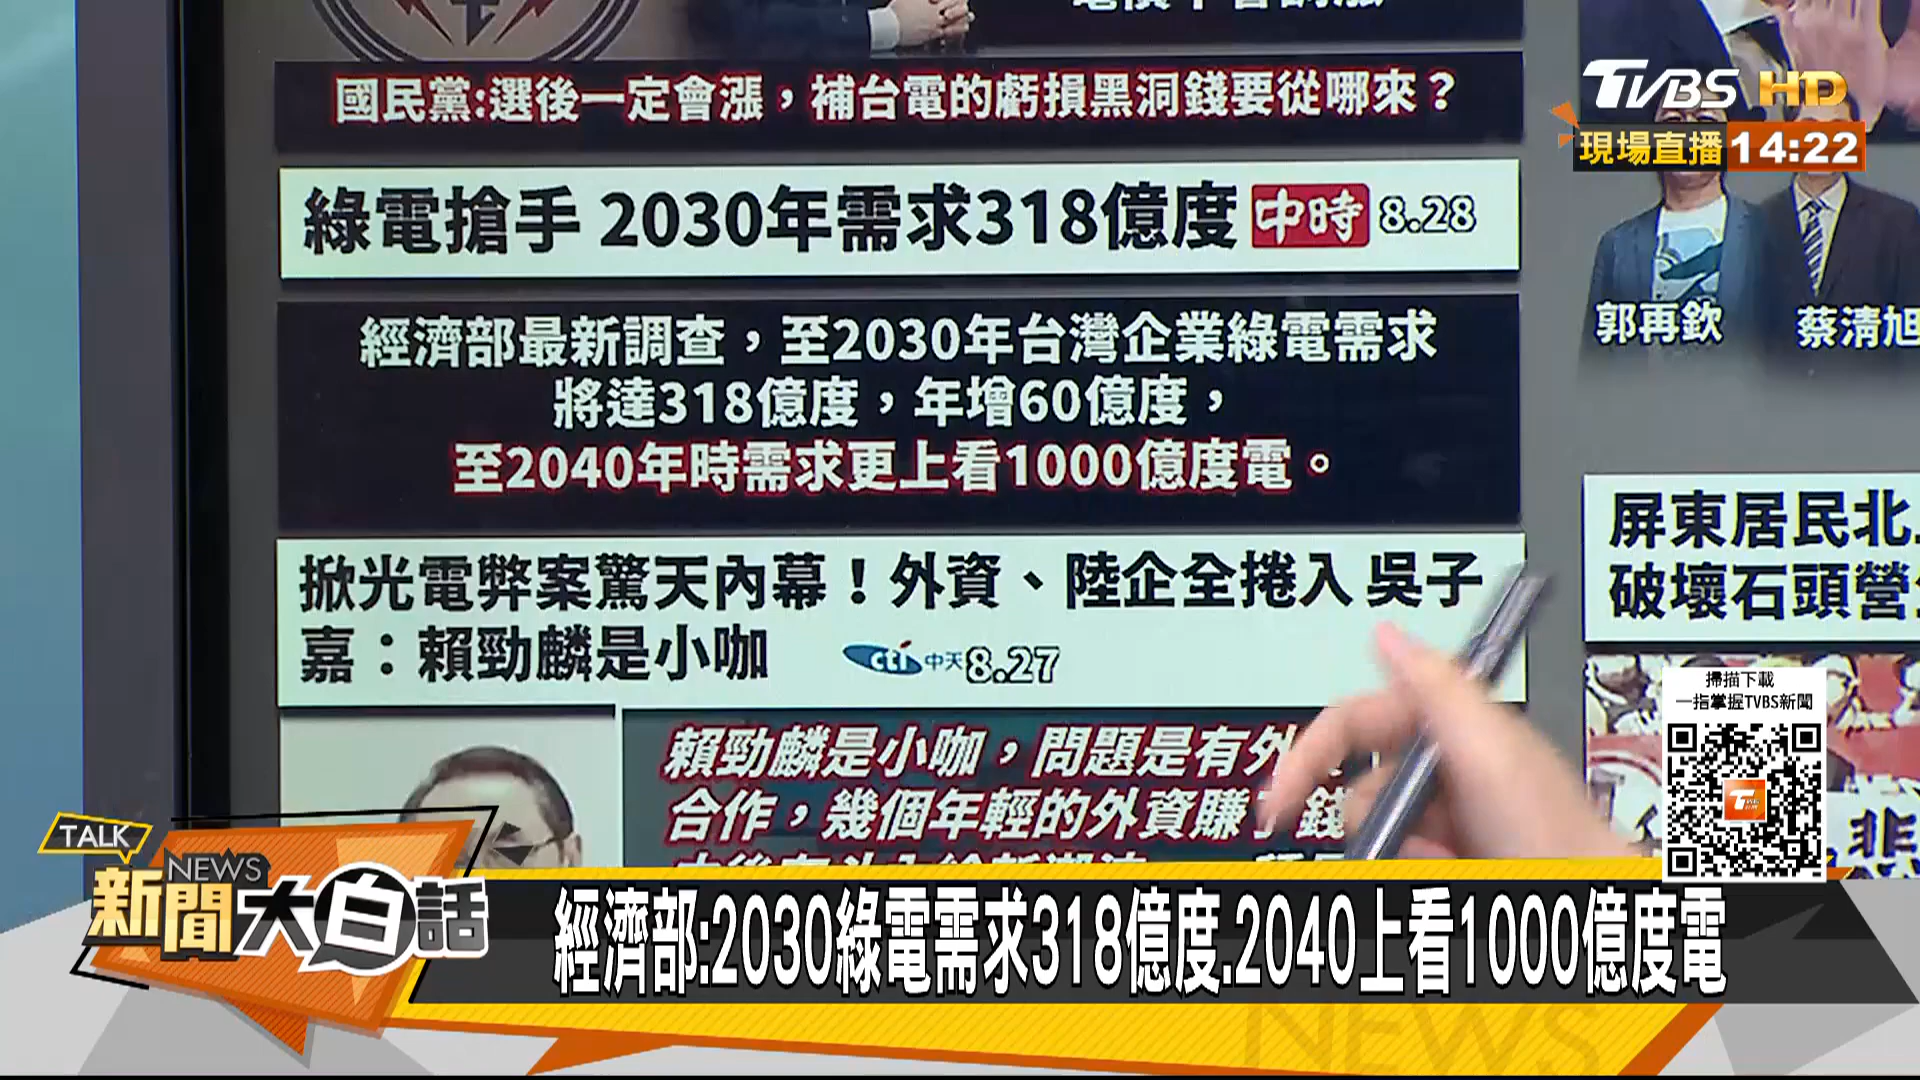 國民黨:選後一定會漲，補台電的虧損黑洞錢要從哪來？
TVBS HD
現場直播 14:22
綠電搶手 2030年需求318億度 中時 8.28
經濟部最新調查，至2030年台灣企業綠電需求
將達318億度，年增60億度，
至2040年時需求更上看1000億度電。
郭再欽
蔡清旭
掀光電弊案驚天內幕！外資、陸企全捲入 吳子
嘉：賴勁麟是小咖 cti 中天 8.27
屏東居民北
破壞石頭營
賴勁麟是小咖，問題是有外
合作，幾個年輕的外資賺了錢
掃描下載
一指掌握TVBS新聞
非
TALK
NEWS
新聞大白話
經濟部:2030綠電需求318億度.2040上看1000億度電
NEWS